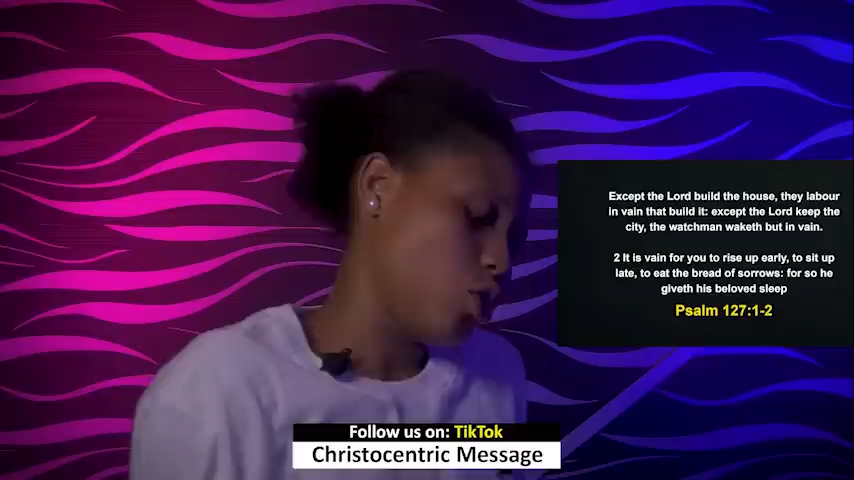 Except the Lord build the house, they labour
in vain that build it: except the Lord keep the
city, the watchman waketh but in vain.
2 It is vain for you to rise up early, to sit up
late, to eat the bread of sorrows: for so he
giveth his beloved sleep
Psalm 127:1-2
Follow us on: TikTok
Christocentric Message